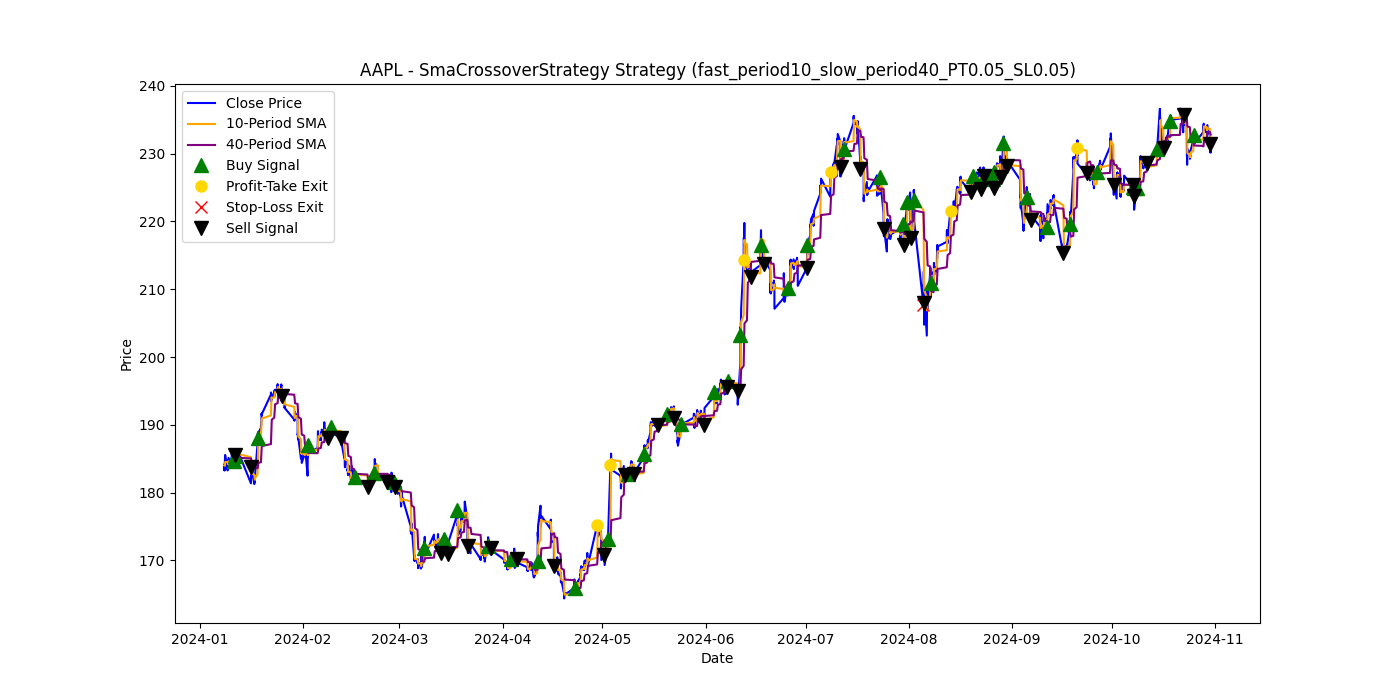 AAPL - SmaCrossoverStrategy Strategy (fast_period10_slow_period40_PT0.05_SL0.05)
Close Price
10-Period SMA
40-Period SMA
Buy Signal
Profit-Take Exit
Stop-Loss Exit
Sell Signal
Price
240
230
220
210
200
190
180
170
2024-01 2024-02 2024-03 2024-04 2024-05 2024-06 2024-07 2024-08 2024-09 2024-10 2024-11
Date